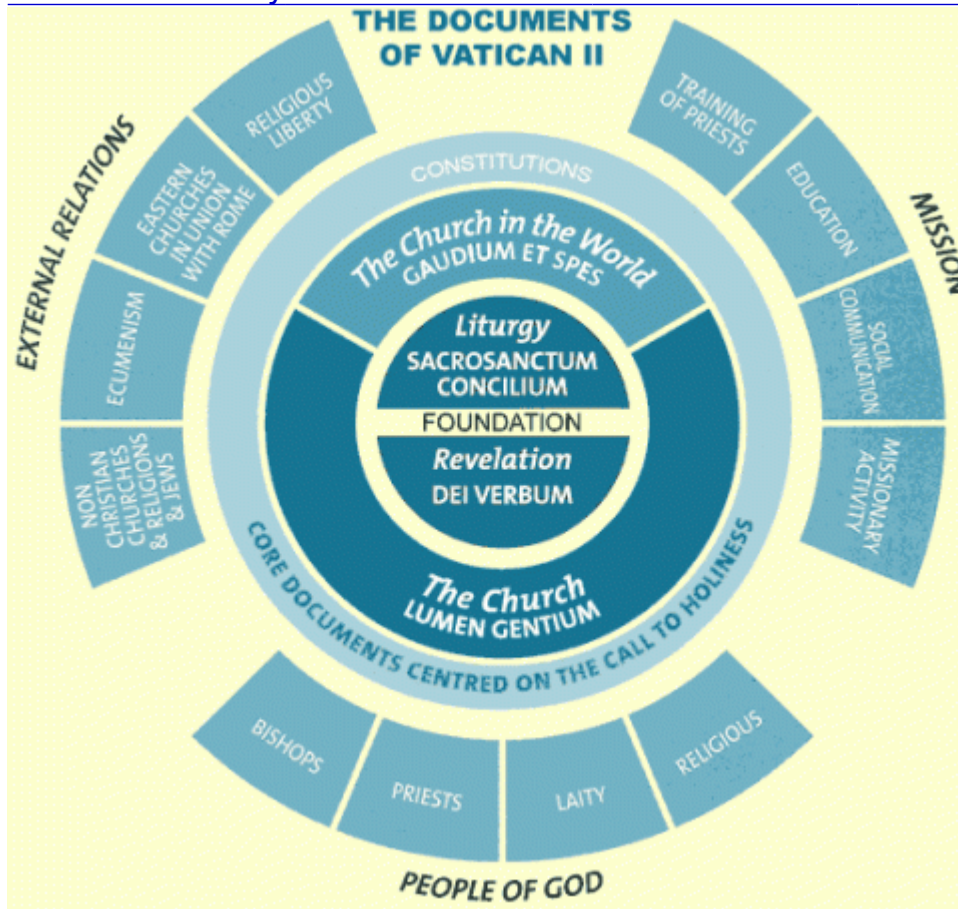 THE DOCUMENTS
OF VATICAN II
EXTERNAL RELATIONS
RELIGIOUS
LIBERTY
EASTERN
CHURCHES
IN UNION
WITH ROME
ECUMENISM
NON
CHRISTIAN
CHURCHES
& RELIGIONS
& JEWS
MISSION
TRAINING
OF PRIESTS
EDUCATION
SOCIAL
COMMUNICATION
MISSIONARY
ACTIVITY
CONSTITUTIONS
The Church in the World
GAUDIUM ET SPES
Liturgy
SACROSANCTUM
CONCILIUM
FOUNDATION
Revelation
DEI VERBUM
The Church
LUMEN GENTIUM
CORE DOCUMENTS CENTRED ON THE CALL TO HOLINESS
BISHOPS
PRIESTS
LAITY
RELIGIOUS
PEOPLE OF GOD